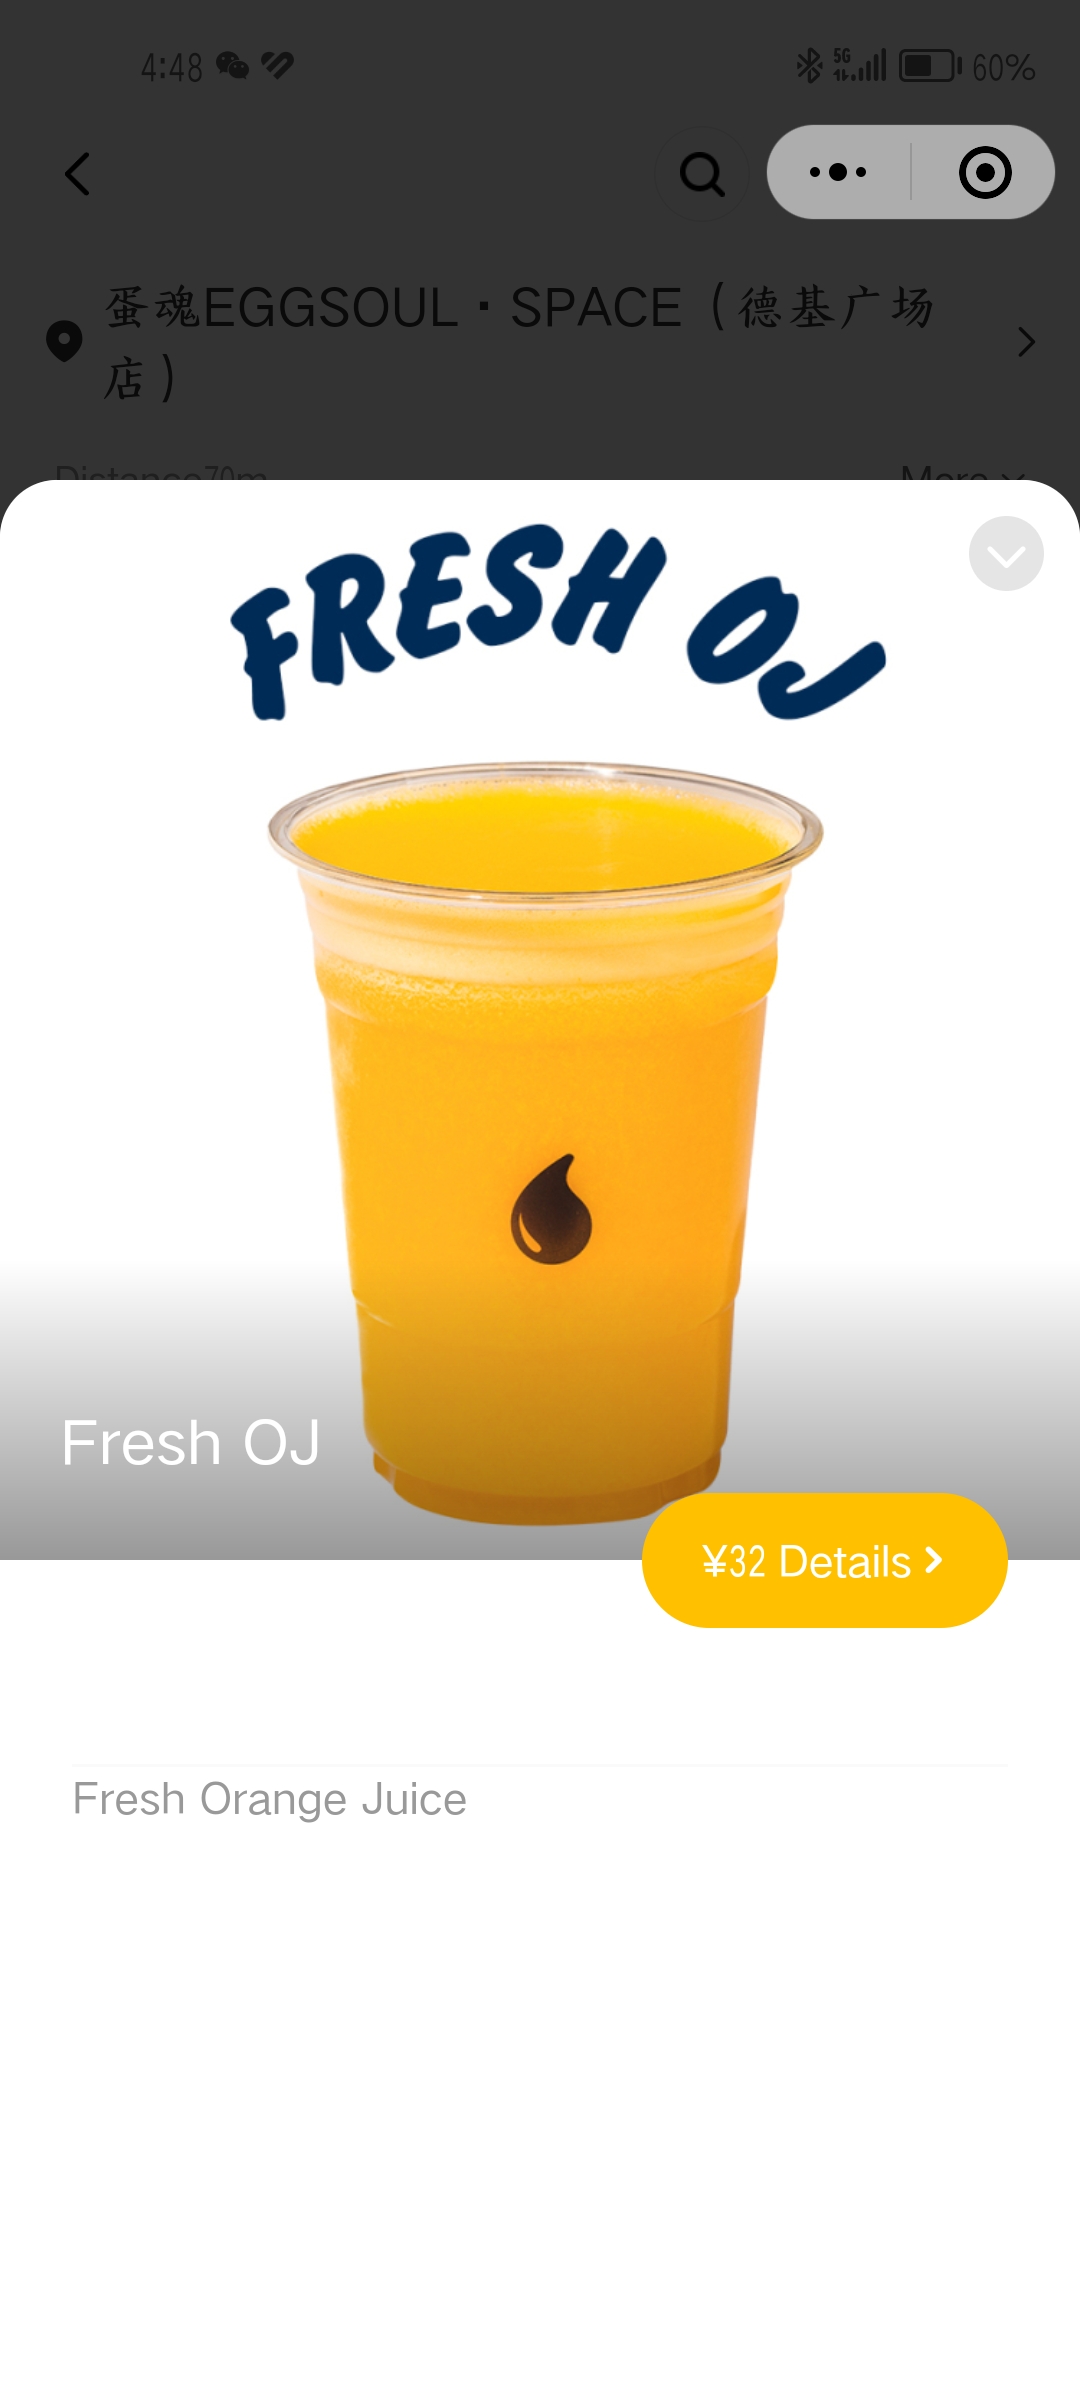 4:48
5G
60%
蛋魂EGGSOUL · SPACE（德基广场
店）
Distance70m
More
FRESH OJ
Fresh OJ
¥32 Details
Fresh Orange Juice